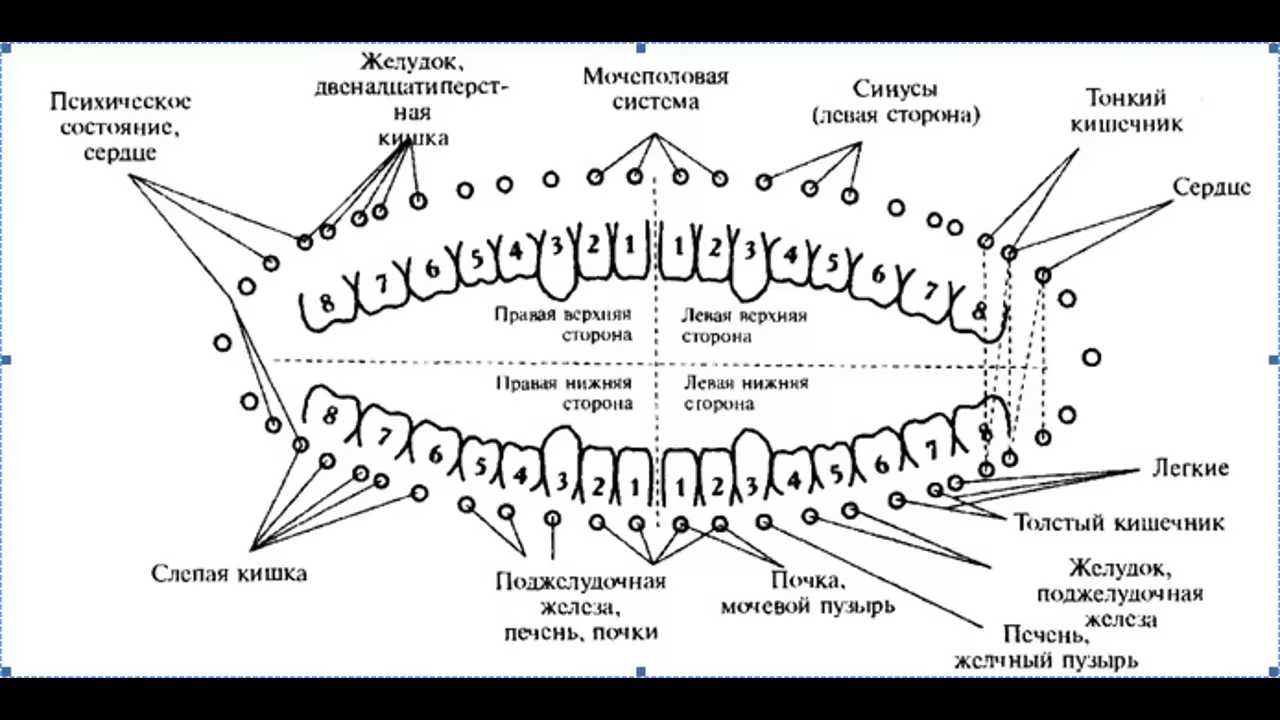 Психическое
состояние,
сердце
Желудок,
двенадцатиперст-
ная
кишка
Мочеполовая
система
Синусы
(левая сторона)
Тонкий
кишечник
Сердце
8 7 6 5 4 3 2 1 1 2 3 4 5 6 7 8
Правая верхняя
сторона
Левая верхняя
сторона
Правая нижняя
сторона
Левая нижняя
сторона
8 7 6 5 4 3 2 1 1 2 3 4 5 6 7 8
Легкие
Толстый кишечник
Слепая кишка
Поджелудочная
железа,
печень, почки
Почка,
мочевой пузырь
Желудок,
поджелудочная
железа
Печень,
желчный пузырь